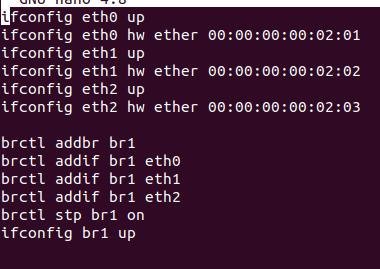 GNU nano 4.8
ifconfig eth0 up
ifconfig eth0 hw ether 00:00:00:00:02:01
ifconfig eth1 up
ifconfig eth1 hw ether 00:00:00:00:02:02
ifconfig eth2 up
ifconfig eth2 hw ether 00:00:00:00:02:03
brctl addbr br1
brctl addif br1 eth0
brctl addif br1 eth1
brctl addif br1 eth2
brctl stp br1 on
ifconfig br1 up